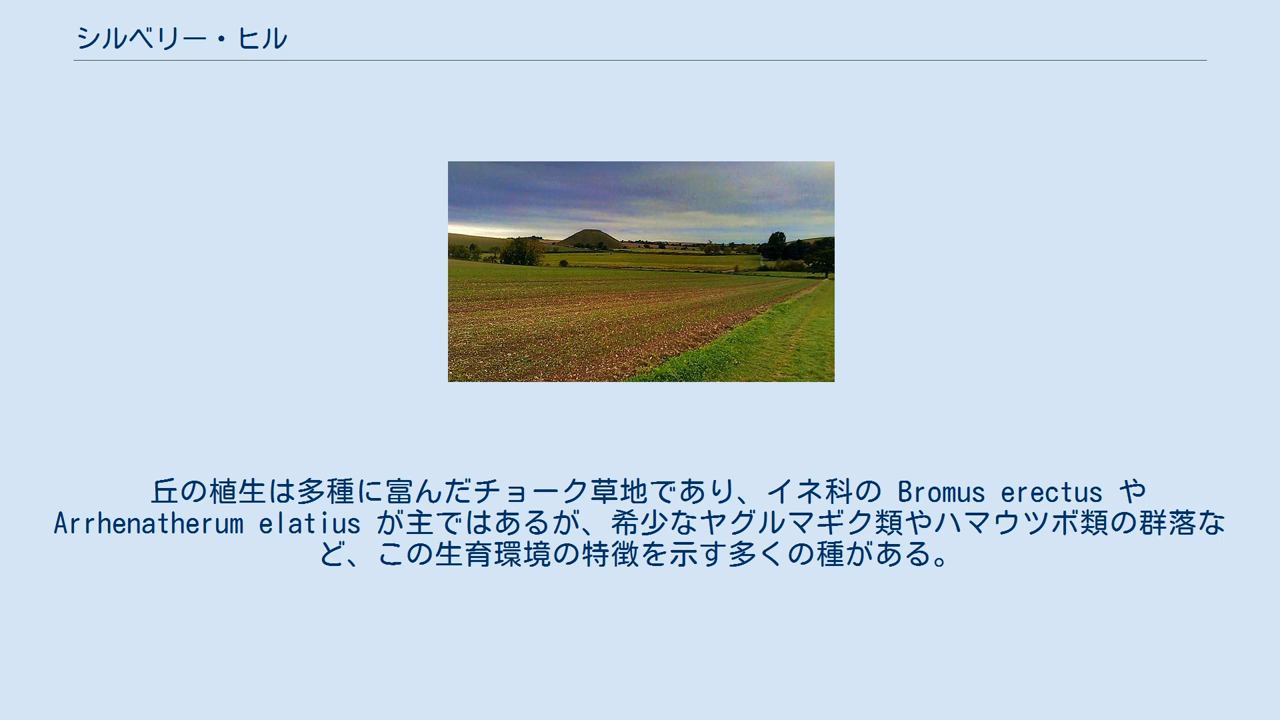 シルベリー・ヒル
丘の植生は多種に富んだチョーク草地であり、イネ科の Bromus erectus や
Arrhenatherum elatius が主ではあるが、希少なヤグルマギク類やハマウツボ類の群落な
ど、この生育環境の特徴を示す多くの種がある。